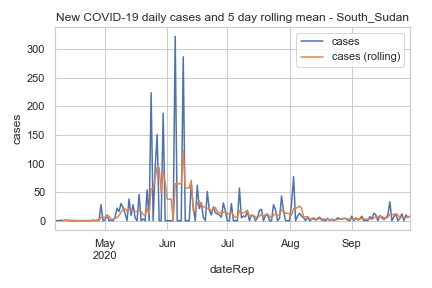 New COVID-19 daily cases and 5 day rolling mean - South_Sudan
cases
cases (rolling)
300
250
200
150
100
50
0
cases
May
2020
Jun
Jul
Aug
Sep
dateRep